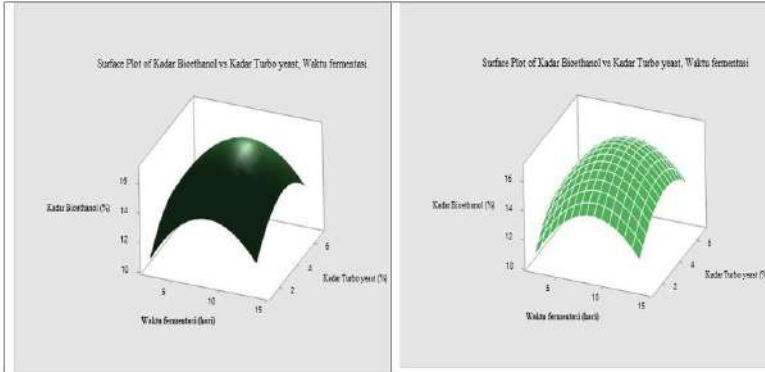 Surface Plot of Kadar Bioethanol vs Kadar Turbo yeast, Waktu fermentasi
16
14
12
10
Kadar Bioethanol (%)
5
10
15
Waktu fermentasi (hari)
2
4
6
Kadar Turbo yeast (%)
Surface Plot of Kadar Bioethanol vs Kadar Turbo yeast, Waktu fermentasi
16
14
12
10
Kadar Bioethanol (%)
5
10
15
Waktu fermentasi (hari)
2
4
6
Kadar Turbo yeast (%